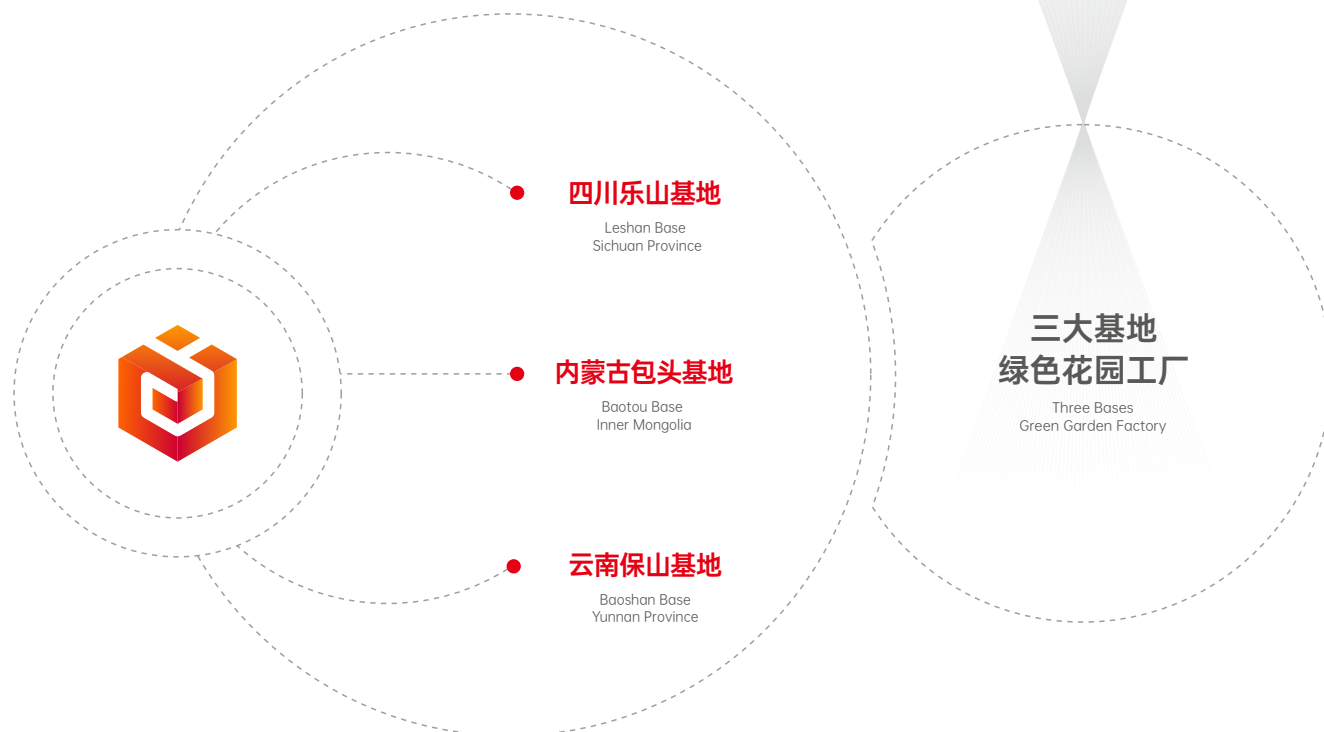 四川乐山基地
Leshan Base
Sichuan Province
内蒙古包头基地
Baotou Base
Inner Mongolia
云南保山基地
Baoshan Base
Yunnan Province
三大基地
绿色花园工厂
Three Bases
Green Garden Factory